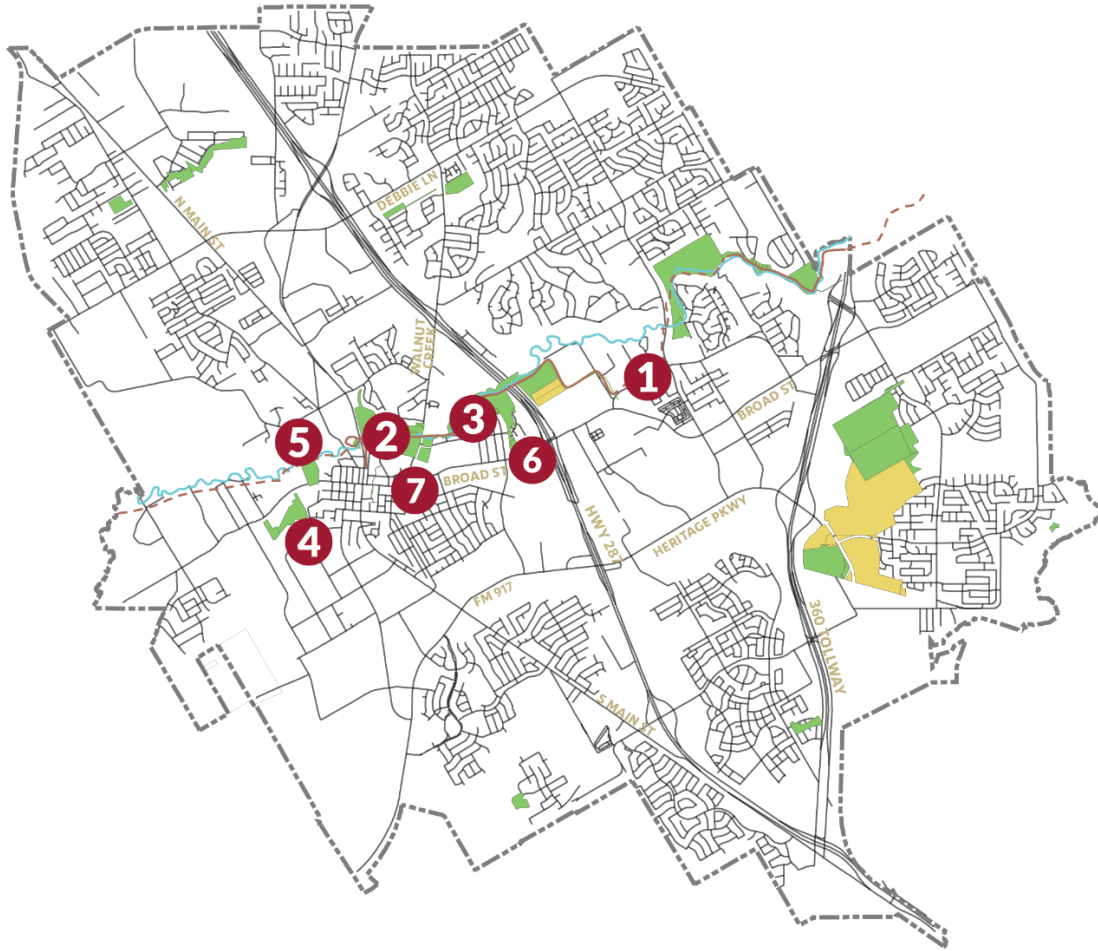 DEBBIE LN
N MAIN ST
WALNUT
CREEK
1
BROAD ST
3
2
5
6
BROAD ST
7
4
HWY 287
HERITAGE PKWY
FM 917
360 TOLLWAY
S MAIN ST